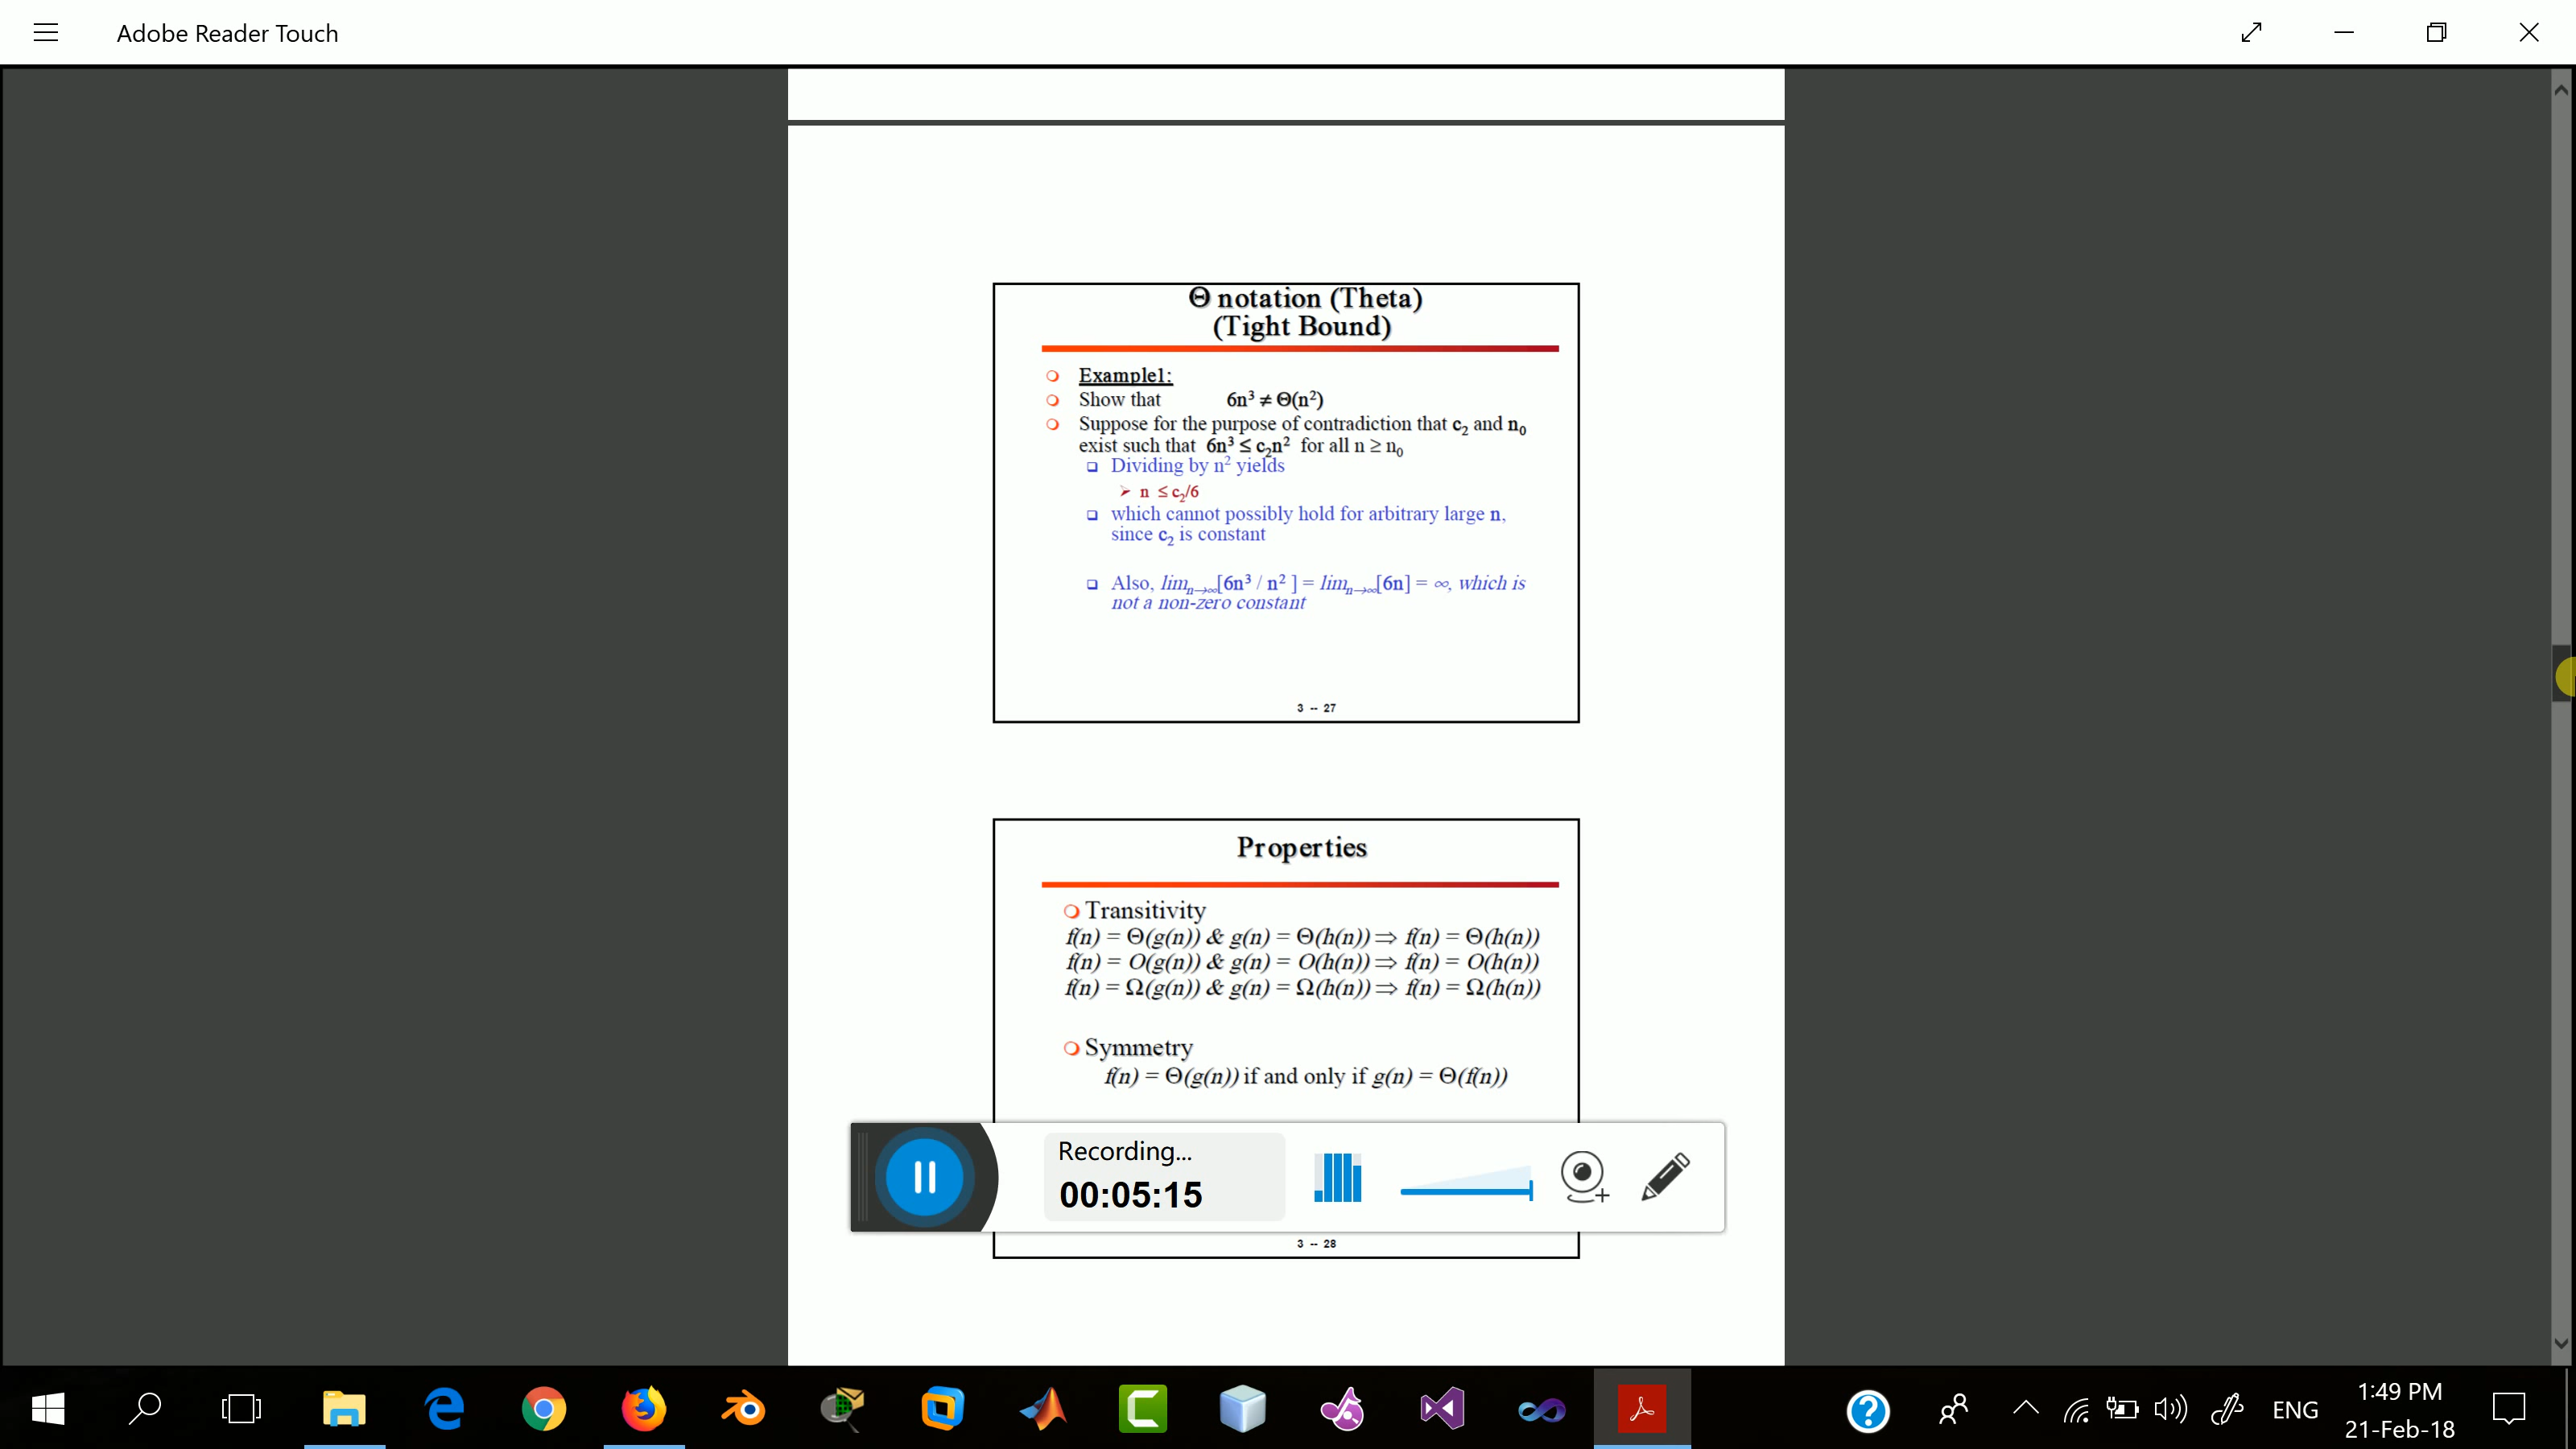 Adobe Reader Touch
Θ notation (Theta)
(Tight Bound)
Example1:
Show that 6n³ ≠ Θ(n²)
Suppose for the purpose of contradiction that c₂ and n₀
exist such that 6n³ ≤ c₂n² for all n ≥ n₀
Dividing by n² yields
n ≤ c₂/6
which cannot possibly hold for arbitrary large n,
since c₂ is constant
Also, limₙ→∞[6n³ / n² ] = limₙ→∞[6n] = ∞, which is
not a non-zero constant
3 -- 27
Properties
Transitivity
f(n) = Θ(g(n)) & g(n) = Θ(h(n)) ⇒ f(n) = Θ(h(n))
f(n) = O(g(n)) & g(n) = O(h(n)) ⇒ f(n) = O(h(n))
f(n) = Ω(g(n)) & g(n) = Ω(h(n)) ⇒ f(n) = Ω(h(n))
Symmetry
f(n) = Θ(g(n)) if and only if g(n) = Θ(f(n))
Recording...
00:05:15
3 -- 28
ENG
1:49 PM
21-Feb-18